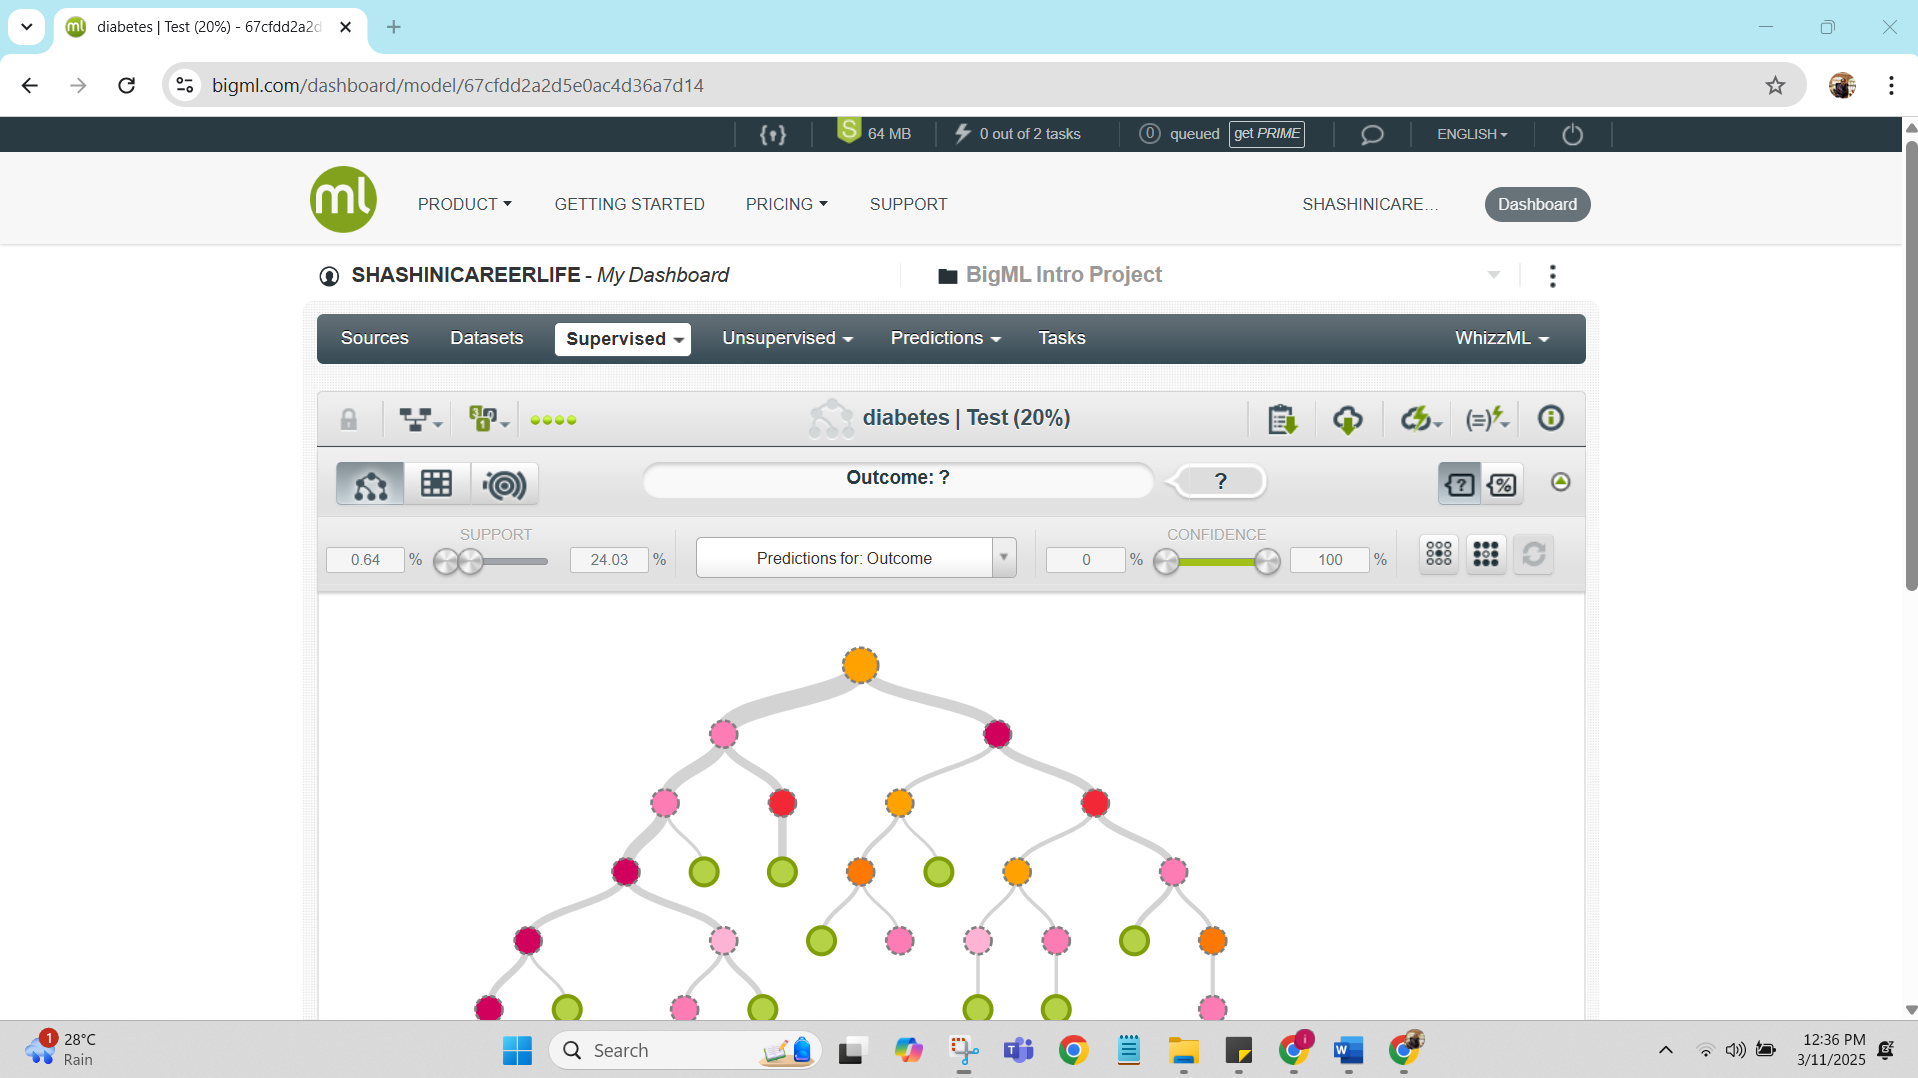 diabetes | Test (20%) - 67cfdd2a2d
bigml.com/dashboard/model/67cfdd2a2d5e0ac4d36a7d14
S 64 MB 0 out of 2 tasks 0 queued get PRIME ENGLISH
ml PRODUCT GETTING STARTED PRICING SUPPORT SHASHINICARE... Dashboard
SHASHINICAREERLIFE - My Dashboard BigML Intro Project
Sources Datasets Supervised Unsupervised Predictions Tasks WhizzML
diabetes | Test (20%)
Outcome: ? ?
SUPPORT CONFIDENCE
0.64 % 24.03 % Predictions for: Outcome 0 % 100 %
1 28°C
Rain
Search
12:36 PM
3/11/2025